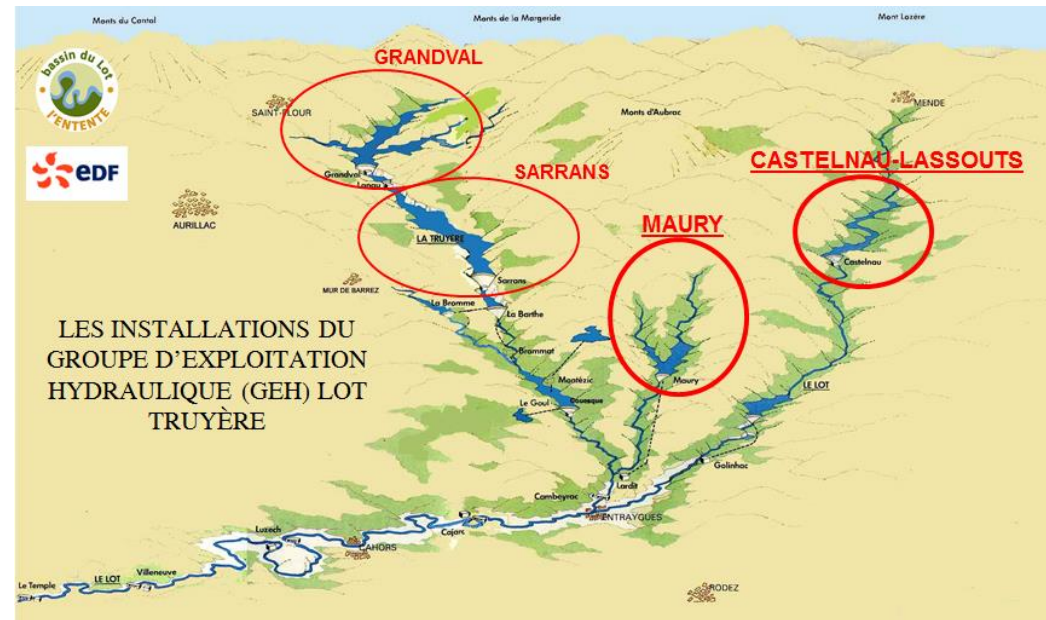 Monts du Cantal
Monts de la Margeride
Mont Lozère
bassin du Lot
l'ENTENTE
eDF
GRANDVAL
SAINT-FLOUR
MENDE
Monts d'Aubrac
CASTELNAU-LASSOUTS
Grandval
Lanau
SARRANS
AURILLAC
MAURY
LA TRUYERE
Castelnau
Sarrans
MUR DE BARREZ
La Bromme
La Barthe
LES INSTALLATIONS DU
GROUPE D'EXPLOITATION
HYDRAULIQUE (GEH) LOT
TRUYÈRE
Brommat
Montézic
Maury
LE LOT
Le Goul
Couesque
Golinhac
Lardit
Cambeyrac
ENTRAYGUES
Luzech
Cajarc
CAHORS
Villeneuve
LE LOT
Le Temple
RODEZ